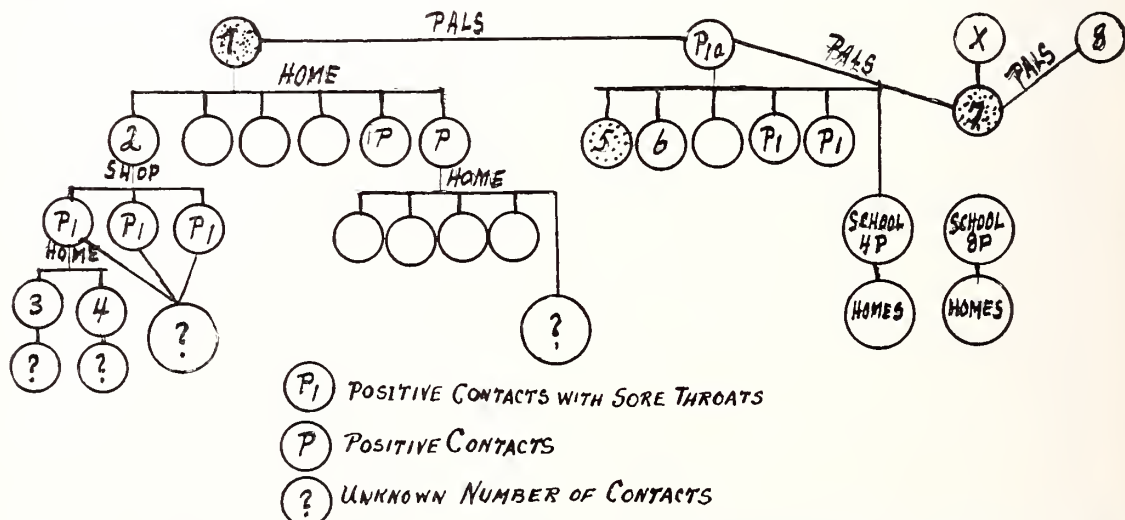 1 PALS P1a PALS X PALS 8
HOME
7
2 P P 5 6 P1 P1
SHOP HOME
P1 P1 P1
SCHOOL SCHOOL
4P 8P
HOME
3 4 ? ? HOMES HOMES
? ?
P1 POSITIVE CONTACTS WITH SORE THROATS
P POSITIVE CONTACTS
? UNKNOWN NUMBER OF CONTACTS